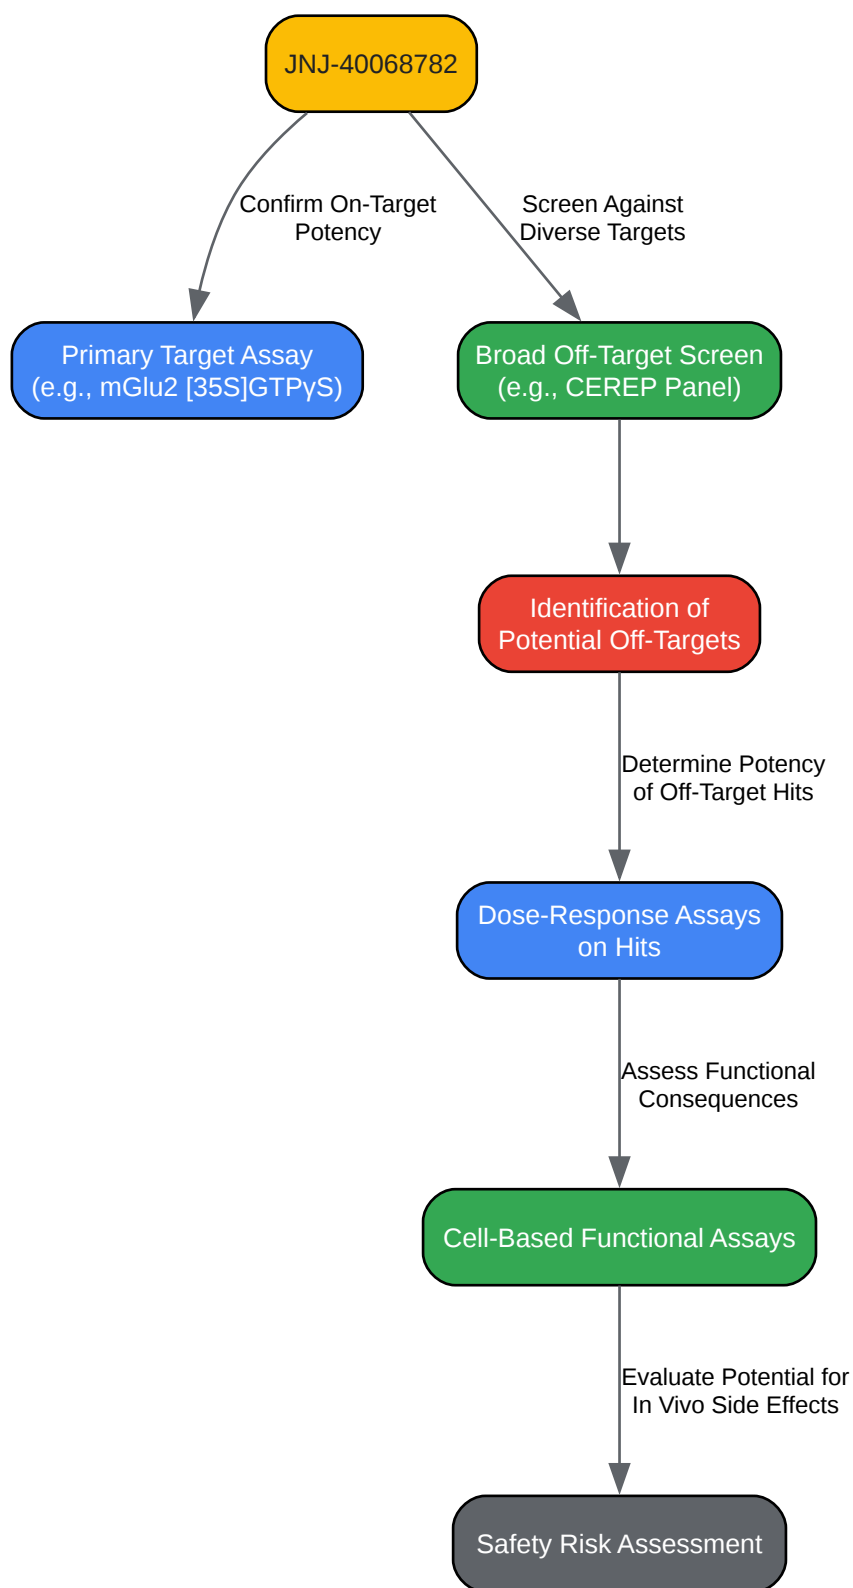 JNJ-40068782
Confirm On-Target
Potency
Screen Against
Diverse Targets
Primary Target Assay
(e.g., mGlu2 [35S]GTPγS)
Broad Off-Target Screen
(e.g., CEREP Panel)
Identification of
Potential Off-Targets
Determine Potency
of Off-Target Hits
Dose-Response Assays
on Hits
Assess Functional
Consequences
Cell-Based Functional Assays
Evaluate Potential for
In Vivo Side Effects
Safety Risk Assessment